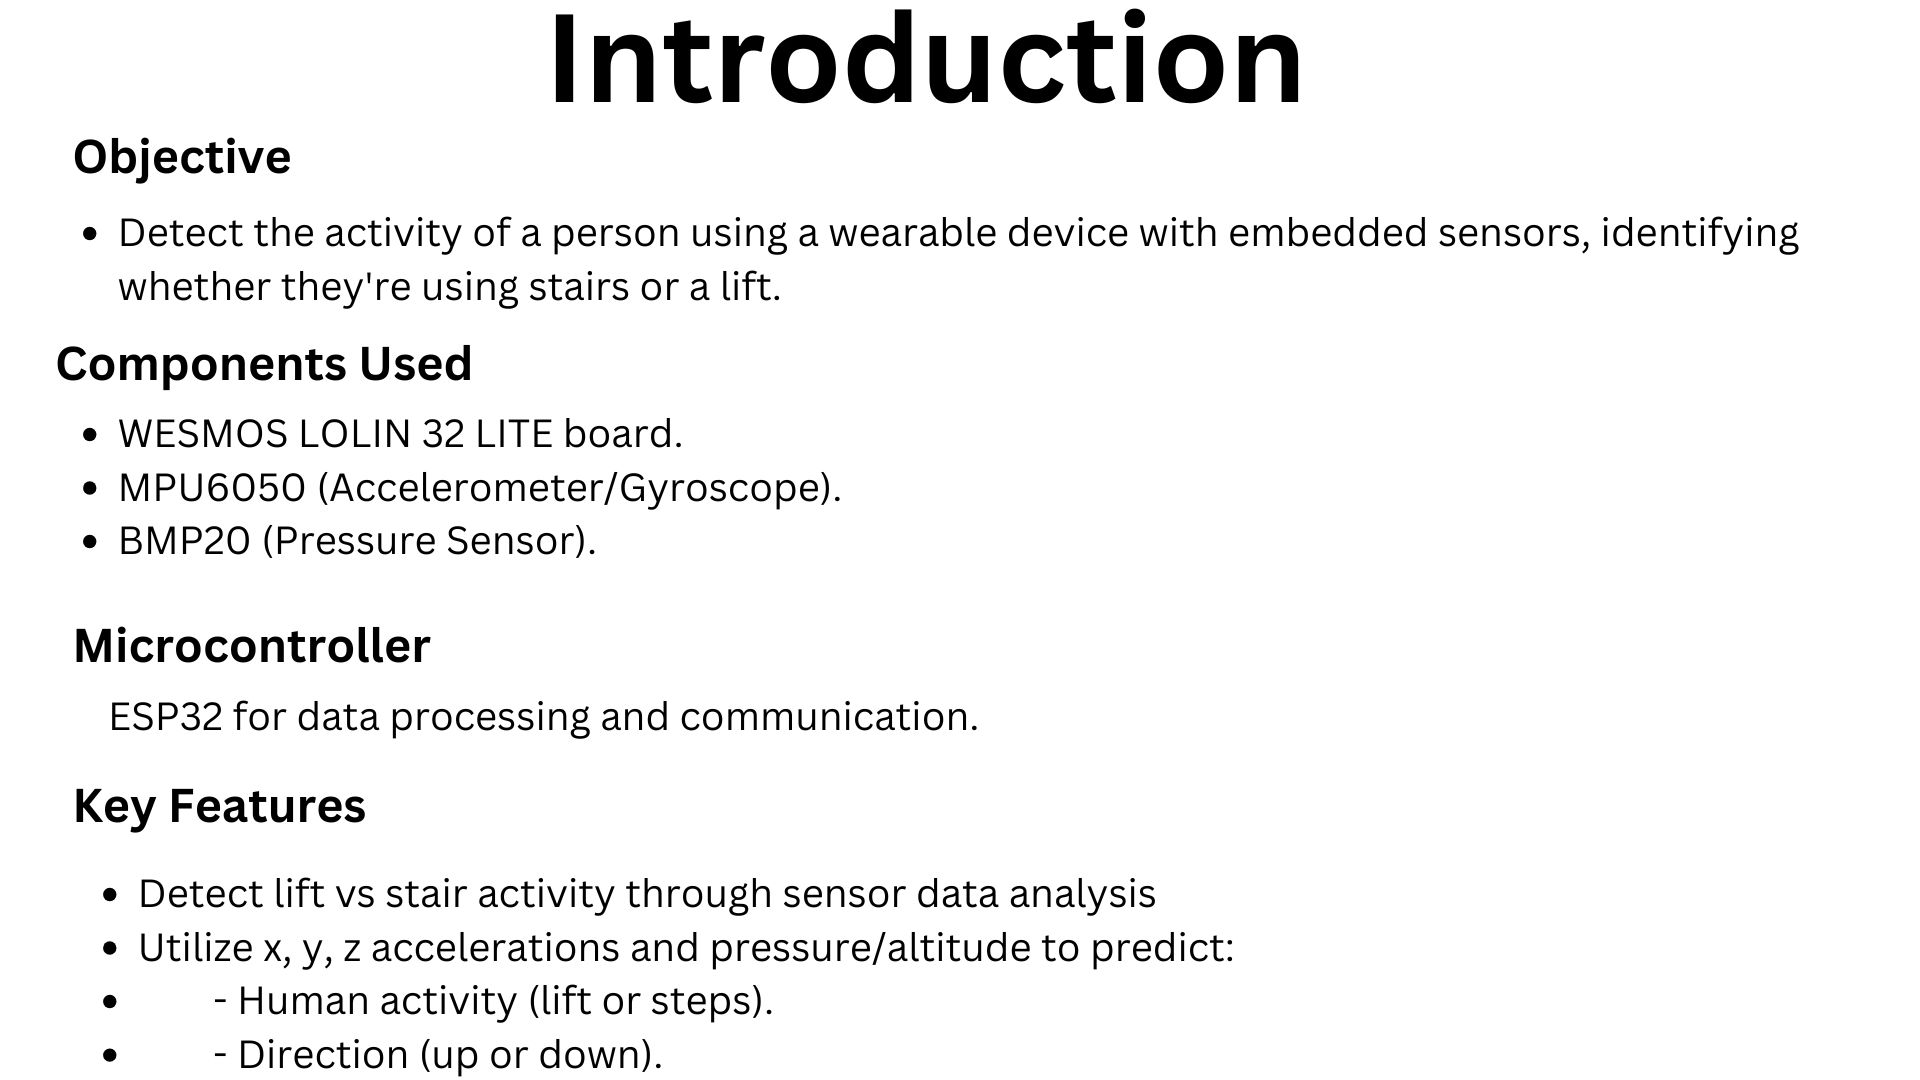 Introduction
Objective
• Detect the activity of a person using a wearable device with embedded sensors, identifying
whether they're using stairs or a lift.
Components Used
• WESMOS LOLIN 32 LITE board.
• MPU6050 (Accelerometer/Gyroscope).
• BMP20 (Pressure Sensor).
Microcontroller
ESP32 for data processing and communication.
Key Features
• Detect lift vs stair activity through sensor data analysis
• Utilize x, y, z accelerations and pressure/altitude to predict:
• - Human activity (lift or steps).
• - Direction (up or down).